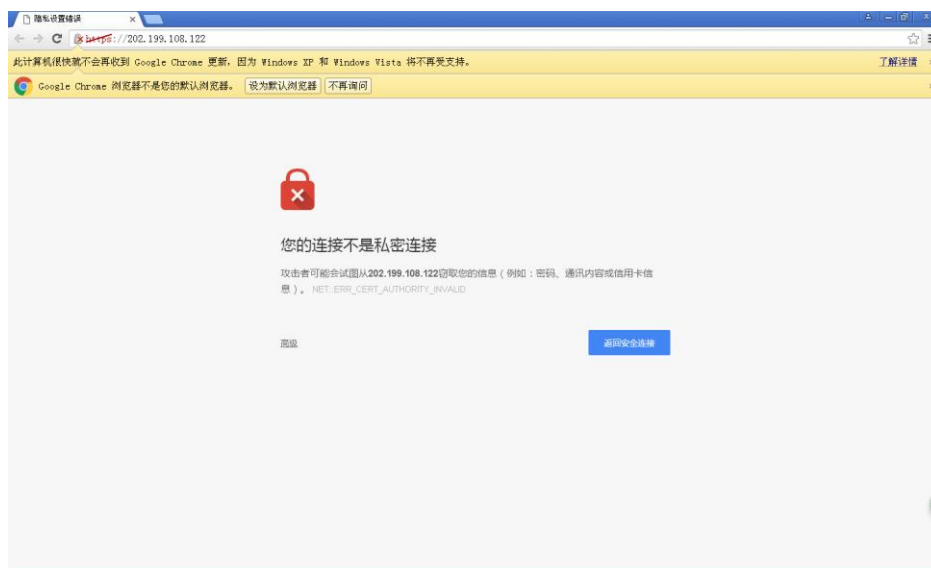 隐私设置错误
https://202.199.108.122
此计算机很快就不会再收到 Google Chrome 更新，因为 Windows XP 和 Windows Vista 将不再受支持。 了解详情
Google Chrome 浏览器不是您的默认浏览器。 设为默认浏览器 不再询问
您的连接不是私密连接
攻击者可能会试图从202.199.108.122窃取您的信息（例如：密码、通讯内容或信用卡信
息）。 NET::ERR_CERT_AUTHORITY_INVALID
高级 返回安全连接